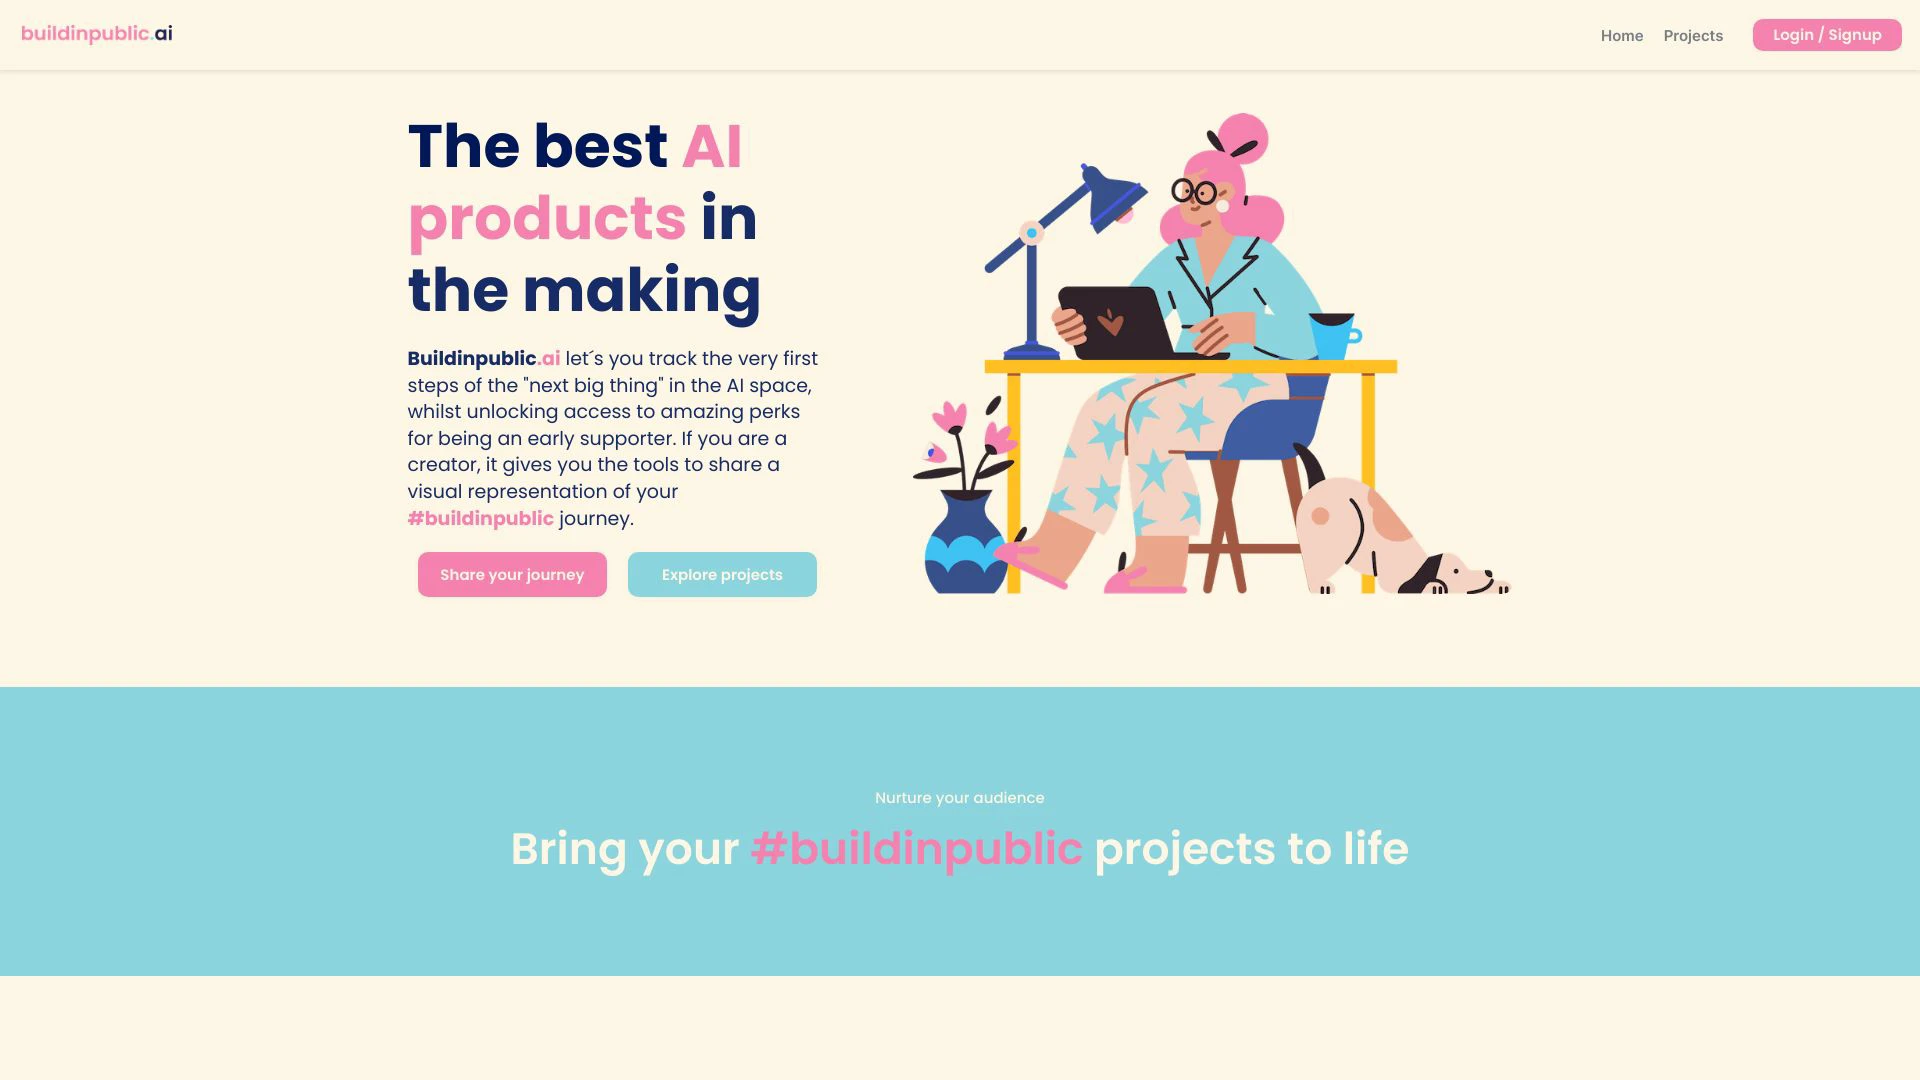 buildinpublic.ai
Home Projects Login / Signup
The best AI
products in
the making
Buildinpublic.ai let´s you track the very first
steps of the "next big thing" in the AI space,
whilst unlocking access to amazing perks
for being an early supporter. If you are a
creator, it gives you the tools to share a
visual representation of your
#buildinpublic journey.
Share your journey Explore projects
Nurture your audience
Bring your #buildinpublic projects to life